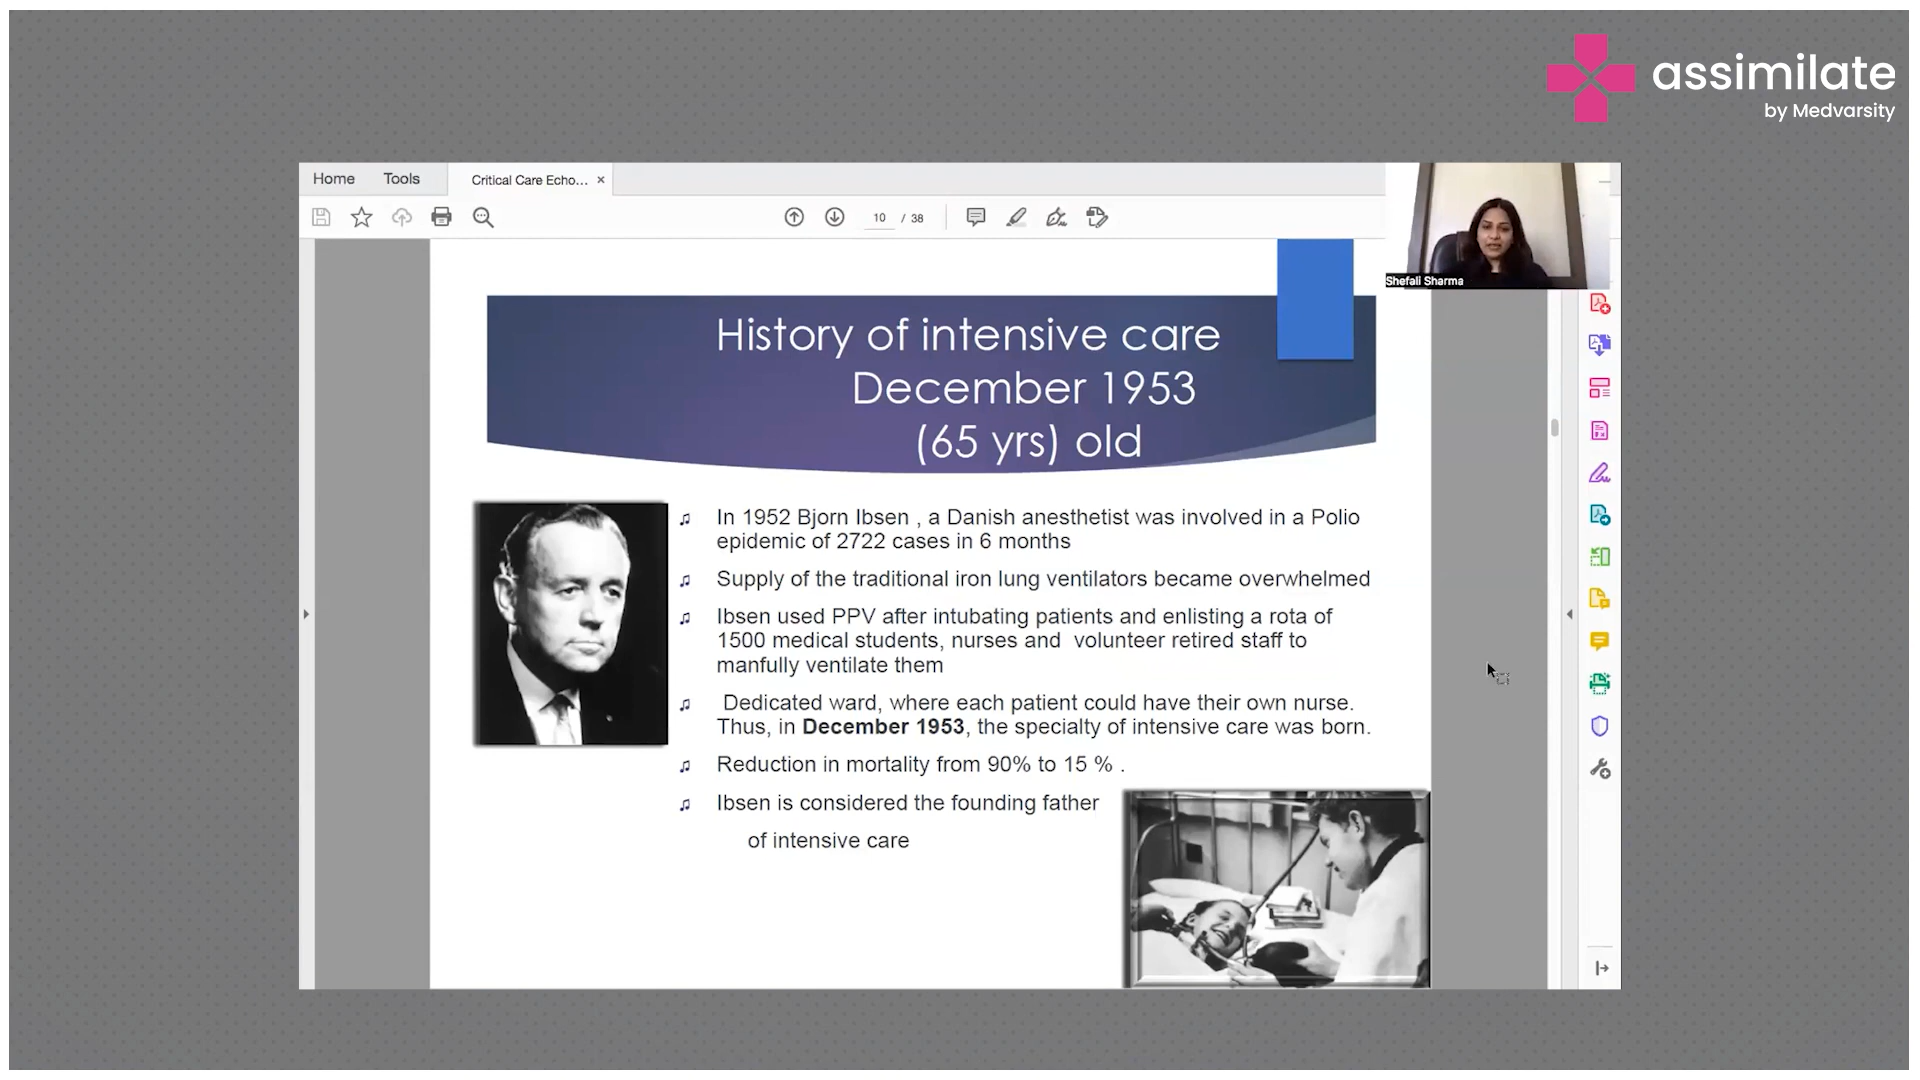 assimilate
by Medvarsity
Home Tools Critical Care Echo... ×
10 / 38
Shefali Sharma
History of intensive care
December 1953
(65 yrs) old
In 1952 Bjorn Ibsen , a Danish anesthetist was involved in a Polio
epidemic of 2722 cases in 6 months
Supply of the traditional iron lung ventilators became overwhelmed
Ibsen used PPV after intubating patients and enlisting a rota of
1500 medical students, nurses and volunteer retired staff to
manfully ventilate them
Dedicated ward, where each patient could have their own nurse.
Thus, in December 1953, the specialty of intensive care was born.
Reduction in mortality from 90% to 15 % .
Ibsen is considered the founding father
of intensive care